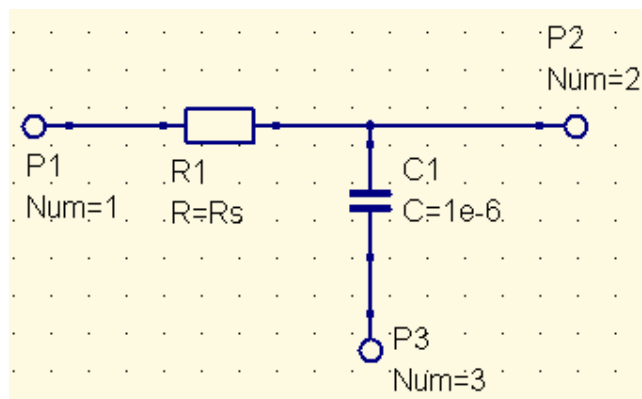 P2
Num=2
P1
Num=1
R1
R=Rs
C1
C=1e-6
P3
Num=3